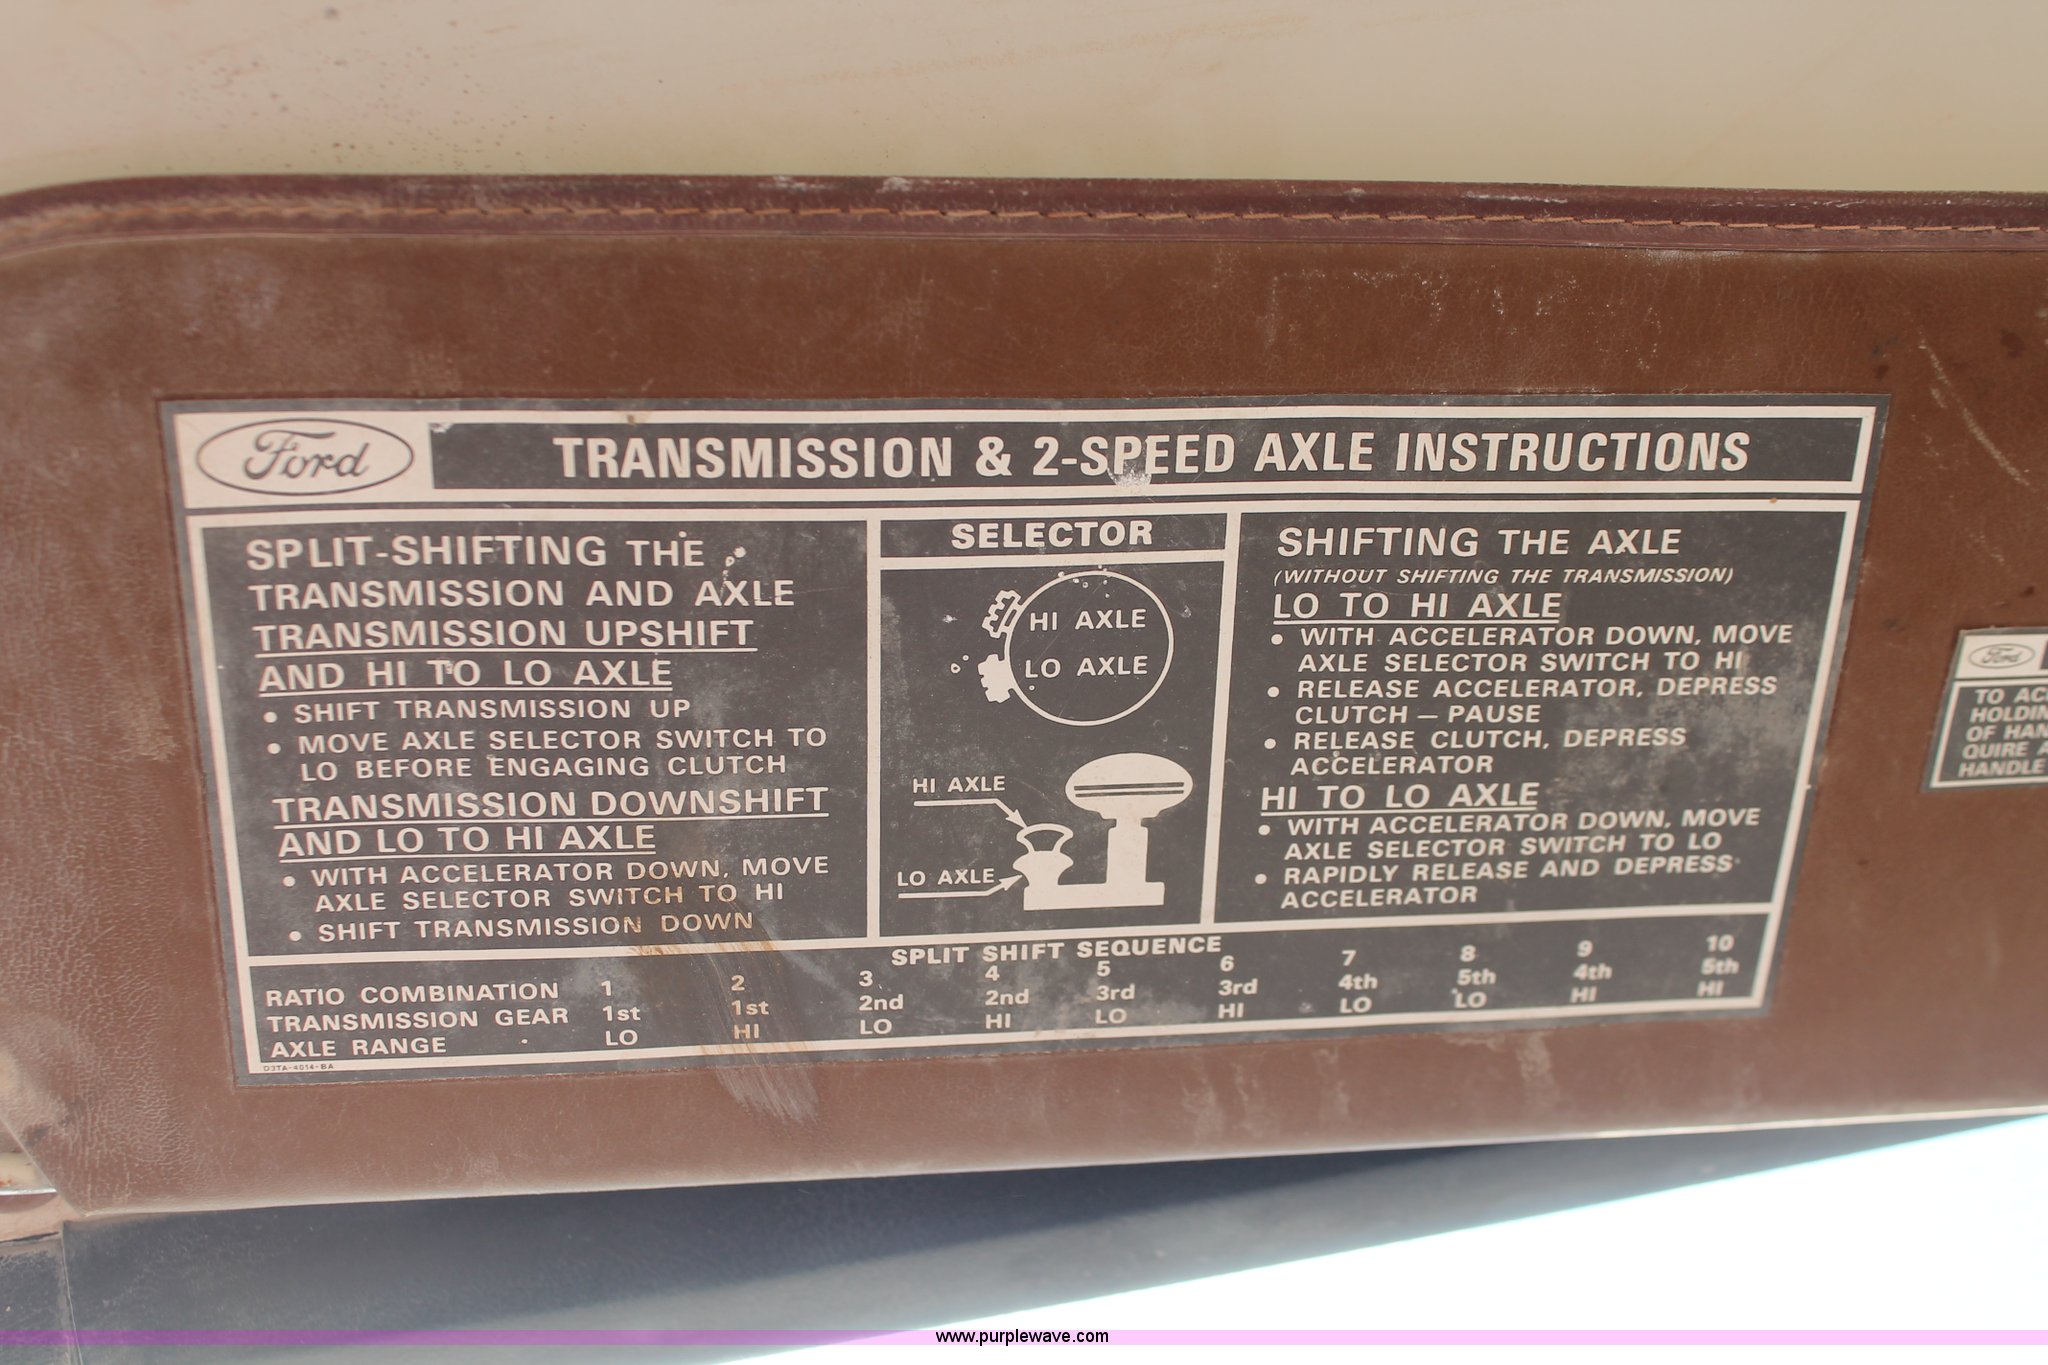 Ford
TRANSMISSION & 2-SPEED AXLE INSTRUCTIONS
SPLIT-SHIFTING THE
TRANSMISSION AND AXLE
TRANSMISSION UPSHIFT
AND HI TO LO AXLE
• SHIFT TRANSMISSION UP
• MOVE AXLE SELECTOR SWITCH TO
LO BEFORE ENGAGING CLUTCH
TRANSMISSION DOWNSHIFT
AND LO TO HI AXLE
• WITH ACCELERATOR DOWN, MOVE
AXLE SELECTOR SWITCH TO HI
• SHIFT TRANSMISSION DOWN
SELECTOR
HI AXLE
LO AXLE
HI AXLE
LO AXLE
SHIFTING THE AXLE
(WITHOUT SHIFTING THE TRANSMISSION)
LO TO HI AXLE
• WITH ACCELERATOR DOWN, MOVE
AXLE SELECTOR SWITCH TO HI
• RELEASE ACCELERATOR, DEPRESS
CLUTCH — PAUSE
• RELEASE CLUTCH, DEPRESS
ACCELERATOR
HI TO LO AXLE
• WITH ACCELERATOR DOWN, MOVE
AXLE SELECTOR SWITCH TO LO
• RAPIDLY RELEASE AND DEPRESS
ACCELERATOR
SPLIT SHIFT SEQUENCE
RATIO COMBINATION 1 2 3 4 5 6 7 8 9 10
TRANSMISSION GEAR 1st 1st 2nd 2nd 3rd 3rd 4th 5th 4th 5th
AXLE RANGE LO HI LO HI LO HI LO LO HI HI
D3TA-4014-BA
Ford
TO
HOLDIN
OF HAN
QUIRE
HANDLE
www.purplewave.com